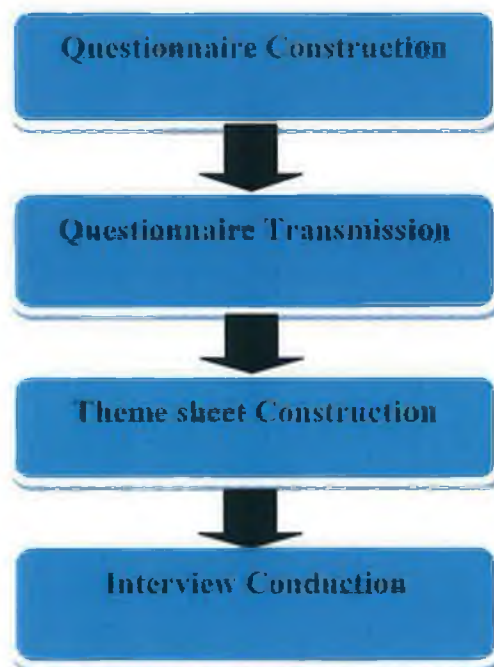 Questionnaire Construction
Questionnaire Transmission
Theme sheet Construction
Interview Conduction